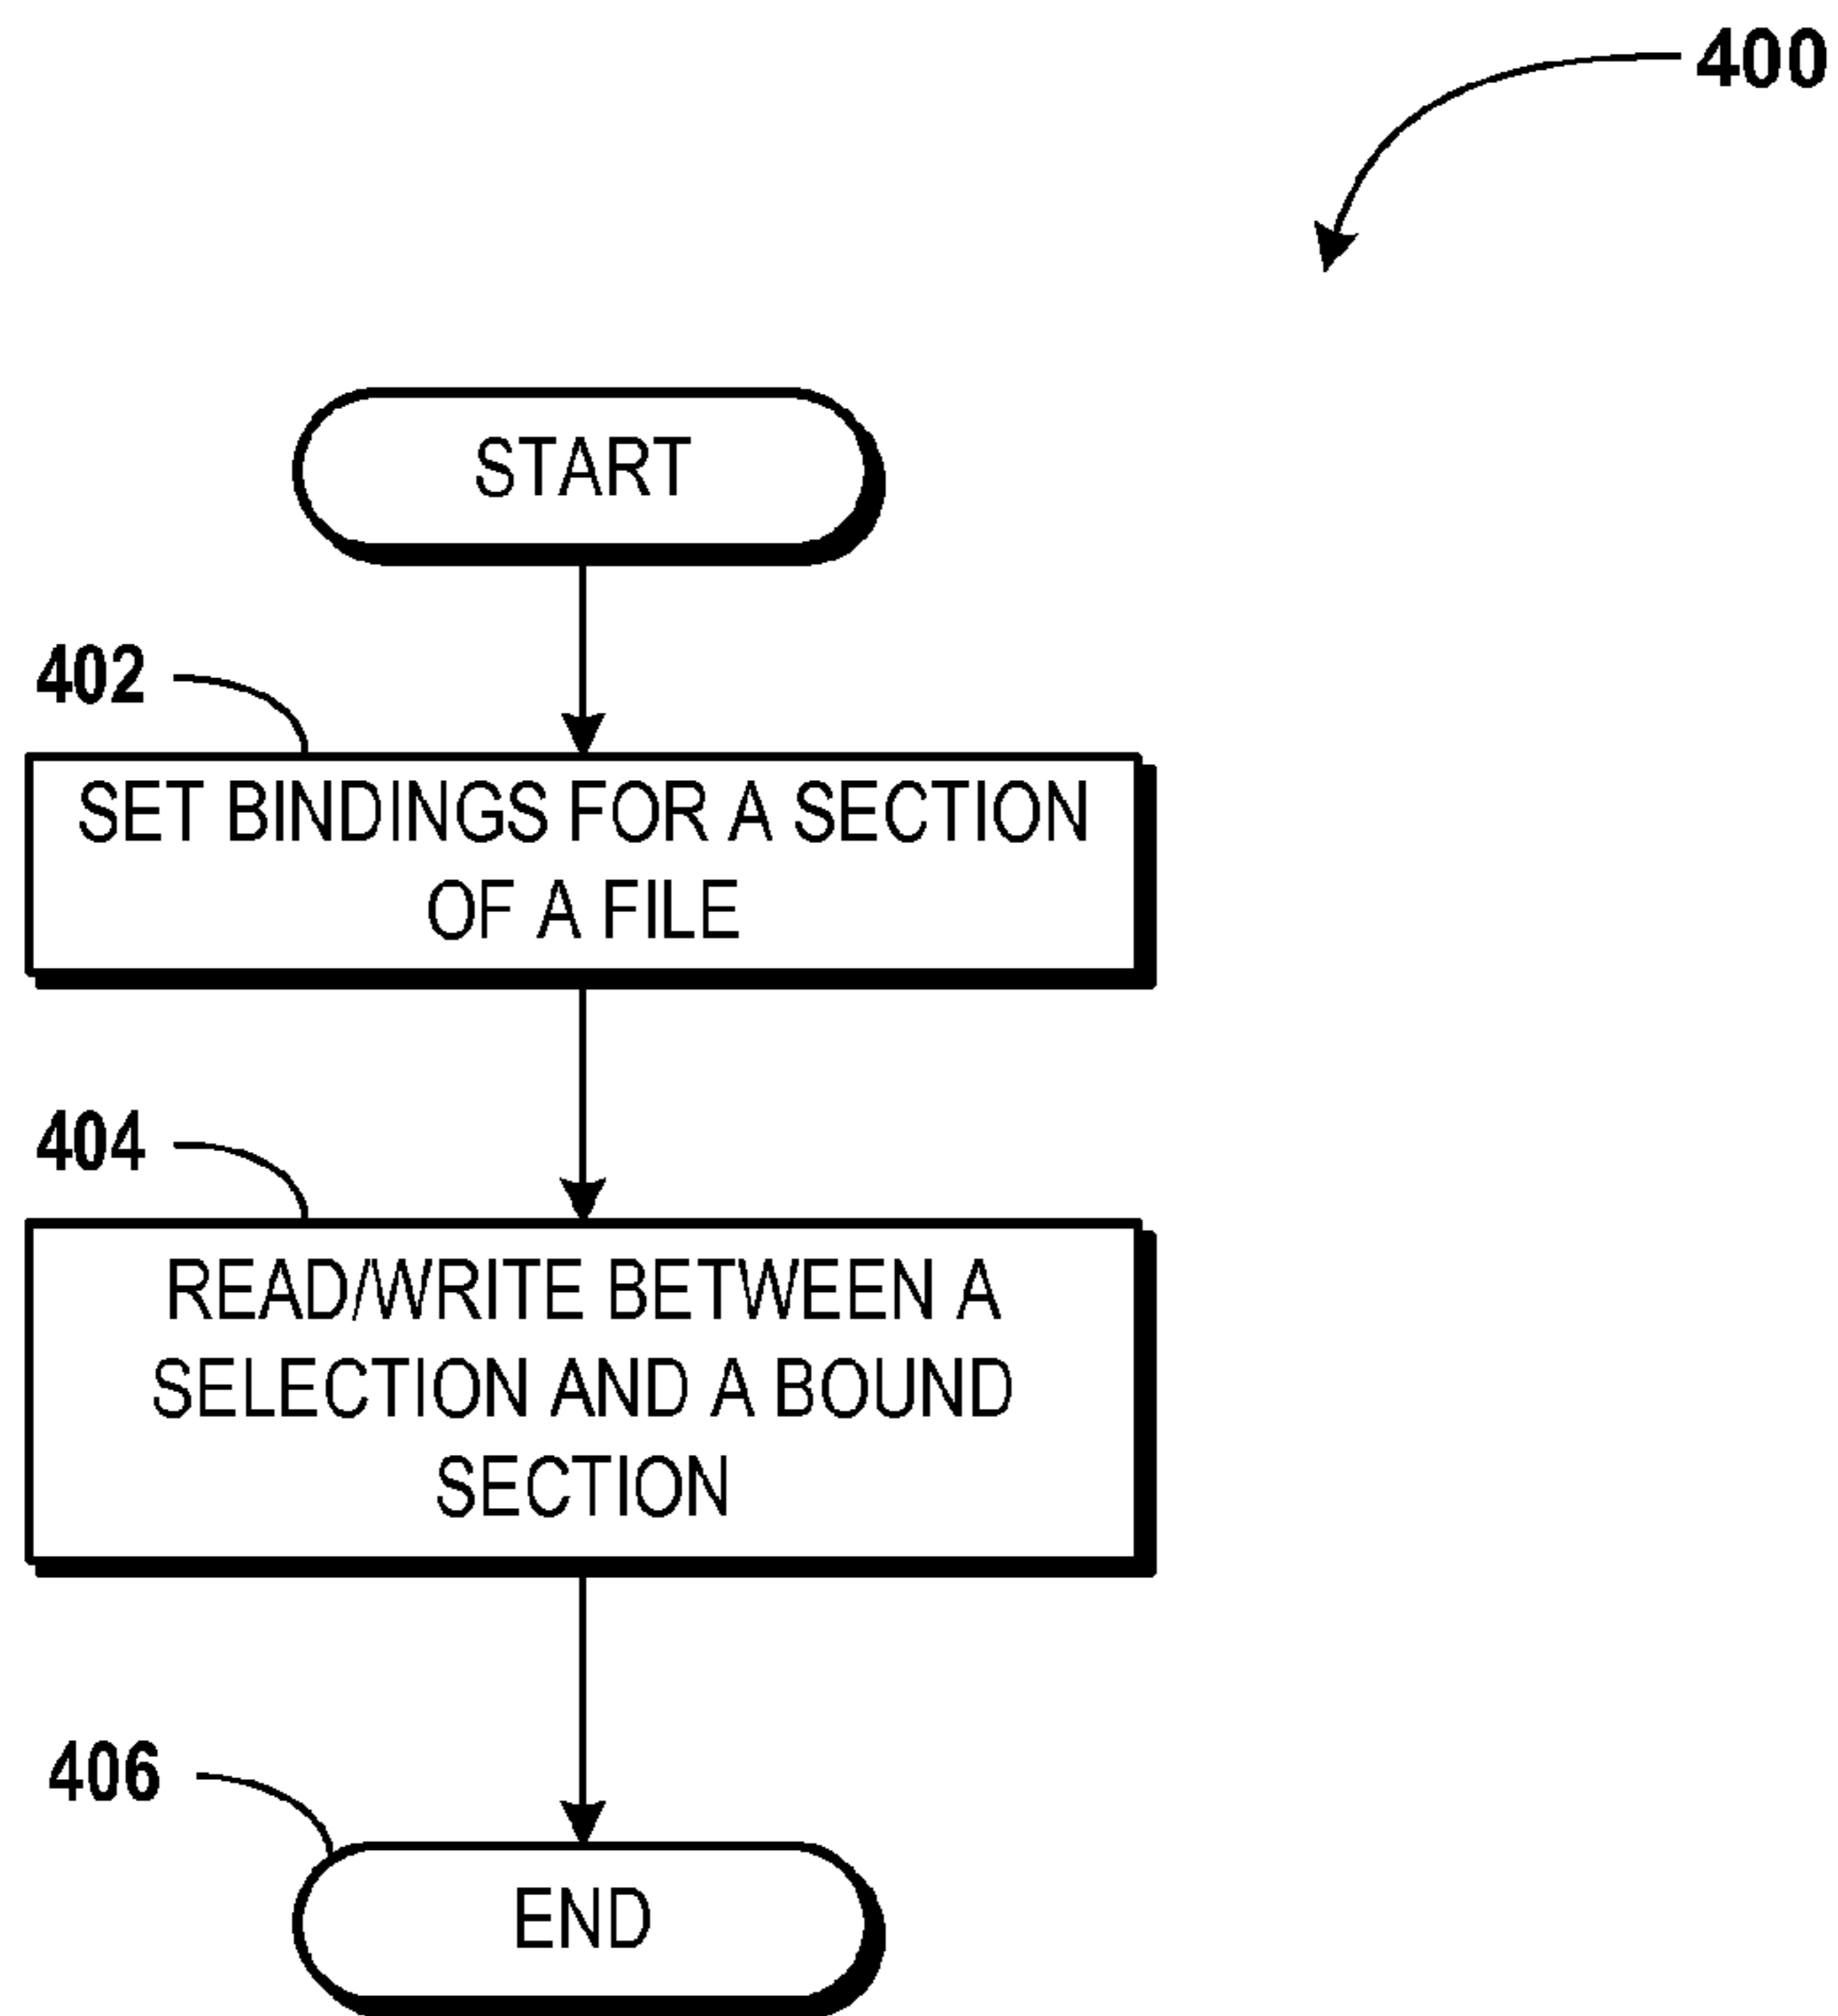 400
START
402
SET BINDINGS FOR A SECTION
OF A FILE
404
READ/WRITE BETWEEN A
SELECTION AND A BOUND
SECTION
406
END